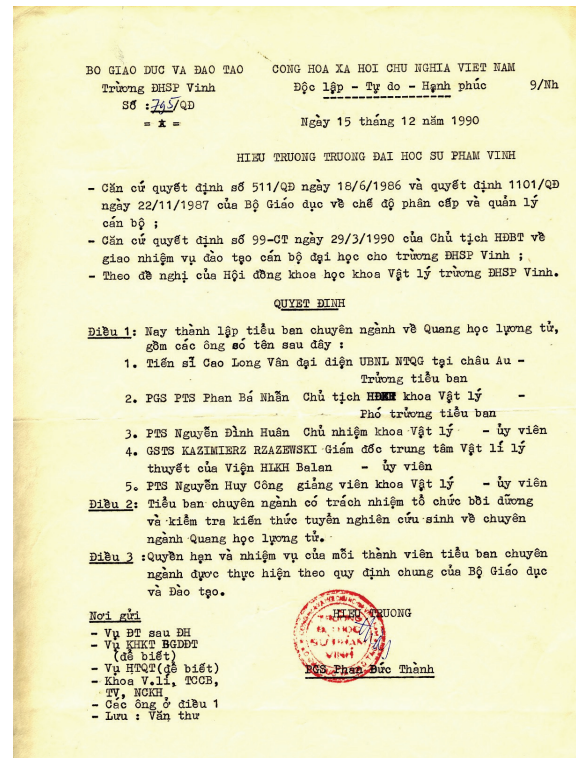 BO GIAO DUC VA ĐAO TAO
CONG HOA XA HOI CHU NGHIA VIET NAM
Trường ĐHSP Vinh
Độc lập - Tự do - Hạnh phúc
9/Nh
Số :795/QĐ
Ngày 15 tháng 12 năm 1990
HIEU TRUONG TRUONG ĐAI HOC SU PHAM VINH
- Căn cứ quyết định số 511/QĐ ngày 18/6/1986 và quyết định 1101/QĐ
ngày 22/11/1987 của Bộ Giáo dục về chế độ phân cấp và quản lý
cán bộ ;
- Căn cứ quyết định số 99-CT ngày 29/3/1990 của Chủ tịch HĐBT về
giao nhiệm vụ đào tạo cán bộ đại học cho trường ĐHSP Vinh ;
- Theo đề nghị của Hội đồng khoa học khoa Vật lý trường ĐHSP Vinh.
QUYET ĐINH
Điều 1: Nay thành lập tiểu ban chuyên ngành về Quang học lượng tử,
gồm các ông số tên sau đây :
1. Tiến sĩ Cao Long Vân đại diện UBNL NTQG tại châu Au -
Trưởng tiểu ban
2. PGS PTS Phan Bá Nhẫn Chủ tịch HĐKH khoa Vật lý -
Phó trưởng tiểu ban
3. PTS Nguyễn Đình Huân Chủ nhiệm khoa Vật lý - ủy viên
4. GSTS KAZIMIERZ RZAZEWSKI Giám đốc trung tâm Vật lí lý
thuyết của Viện HLKH Balan - ủy viên
5. PTS Nguyễn Huy Công giảng viên khoa Vật lý - ủy viên
Điều 2: Tiểu ban chuyên ngành có trách nhiệm tổ chức bồi dưỡng
và kiểm tra kiến thức tuyển nghiên cứu sinh về chuyên
ngành Quang học lượng tử.
Điều 3 :Quyền hạn và nhiệm vụ của mỗi thành viên tiểu ban chuyên
ngành được thực hiện theo quy định chung của Bộ Giáo dục
và Đào tạo.
Nơi gửi
HIEU TRUONG
- Vụ ĐT sau ĐH
- Vụ KHKT BGDĐT
(để biết)
- Vụ HTQT(để biết)
- Khoa V.lí, TCCB,
TV, NCKH
- Các ông ở điều 1
- Lưu : Văn thư
TRƯỜNG
ĐẠI HỌC
SƯ PHẠM
VINH
PGS Phan Đức Thành